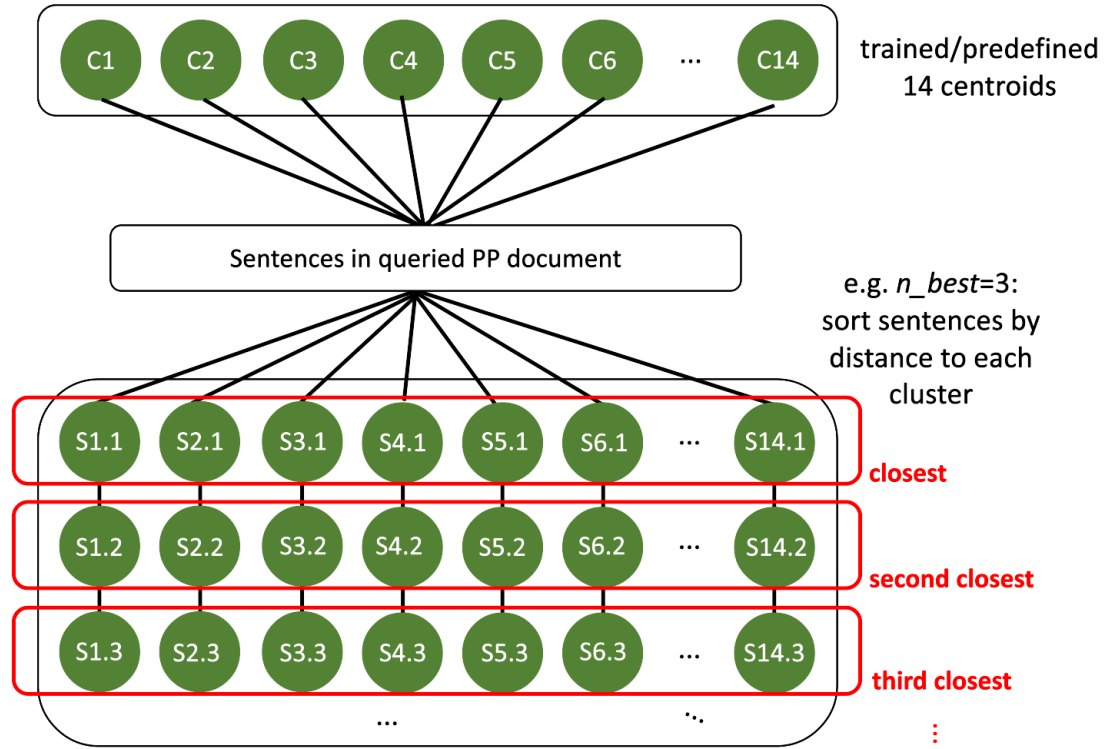 C1 C2 C3 C4 C5 C6 ... C14
trained/predefined
14 centroids
Sentences in queried PP document
e.g. n_best=3:
sort sentences by
distance to each
cluster
S1.1 S2.1 S3.1 S4.1 S5.1 S6.1 ... S14.1
closest
S1.2 S2.2 S3.2 S4.2 S5.2 S6.2 ... S14.2
second closest
S1.3 S2.3 S3.3 S4.3 S5.3 S6.3 ... S14.3
third closest
... ⋱ ⋮